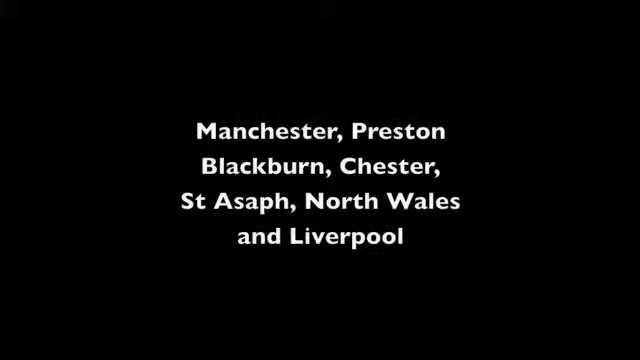 Manchester, Preston
Blackburn, Chester,
St Asaph, North Wales
and Liverpool